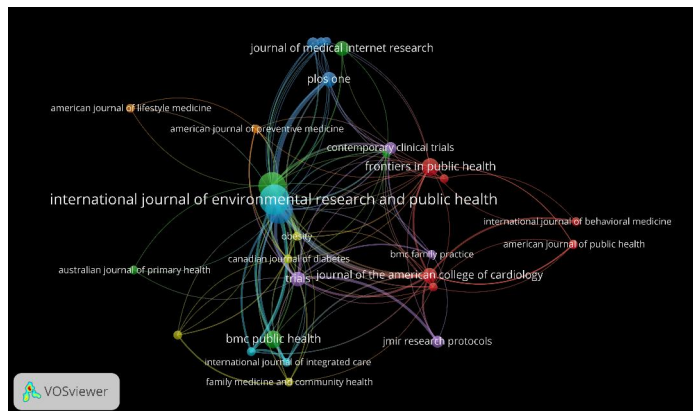 journal of medical internet research
plos one
american journal of lifestyle medicine
american journal of preventive medicine
contemporary clinical trials
frontiers in public health
international journal of environmental research and public health
international journal of behavioral medicine
obesity
american journal of public health
bmc family practice
canadian journal of diabetes
australian journal of primary health
trials
journal of the american college of cardiology
bmc public health
jmir research protocols
international journal of integrated care
family medicine and community health
VOSviewer